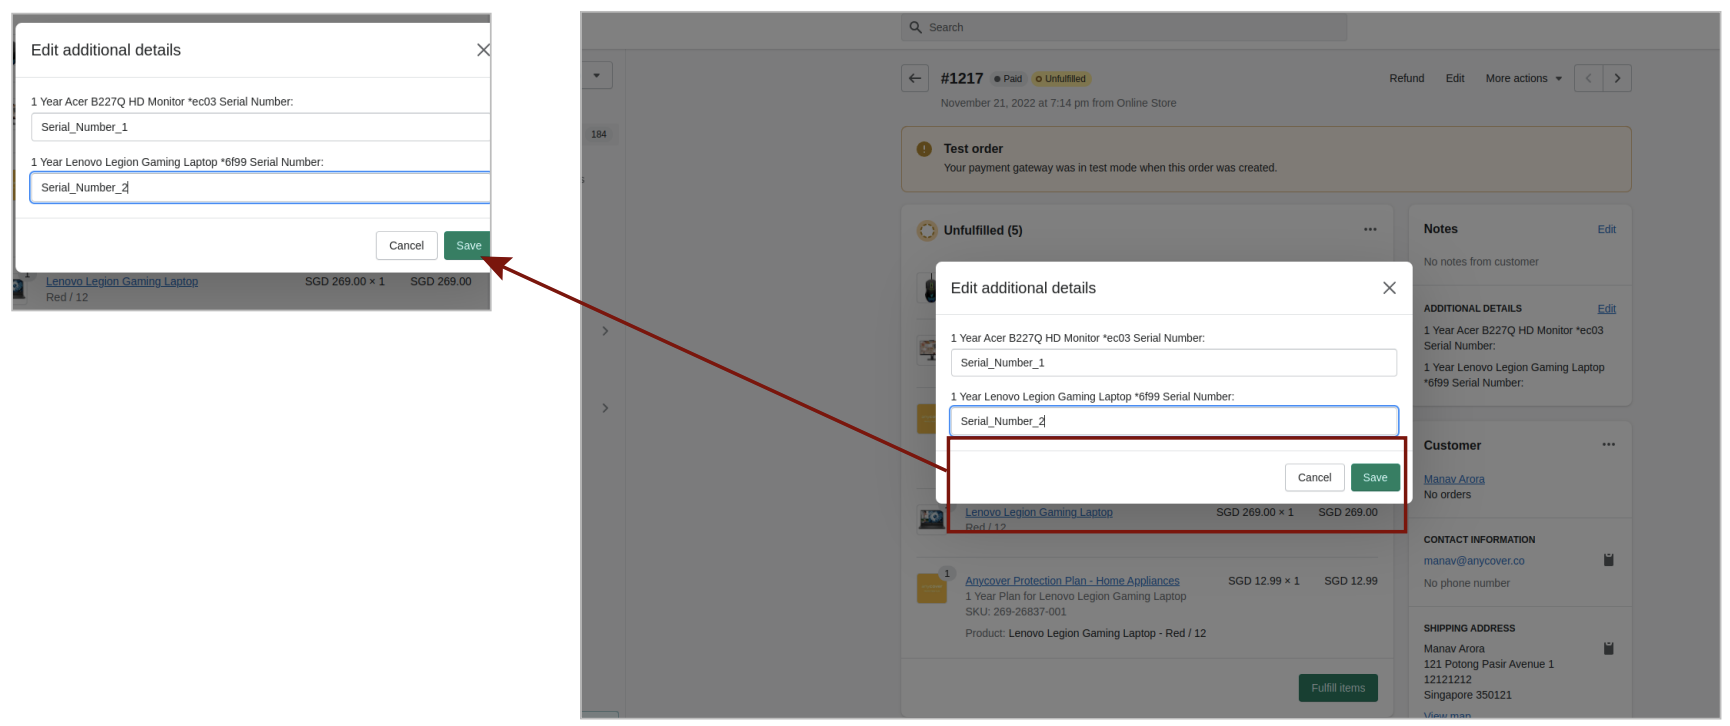 Edit additional details
1 Year Acer B227Q HD Monitor *ec03 Serial Number:
Serial_Number_1
1 Year Lenovo Legion Gaming Laptop *6f99 Serial Number:
Serial_Number_2
Cancel
Save
1
Lenovo Legion Gaming Laptop
SGD 269.00 × 1
SGD 269.00
Red / 12
Search
184
#1217
Paid
Unfulfilled
Refund
Edit
More actions
November 21, 2022 at 7:14 pm from Online Store
Test order
Your payment gateway was in test mode when this order was created.
Unfulfilled (5)
Edit additional details
1 Year Acer B227Q HD Monitor *ec03 Serial Number:
Serial_Number_1
1 Year Lenovo Legion Gaming Laptop *6f99 Serial Number:
Serial_Number_2
Cancel
Save
Lenovo Legion Gaming Laptop
SGD 269.00 × 1
SGD 269.00
Red / 12
1
Anycover Protection Plan - Home Appliances
SGD 12.99 × 1
SGD 12.99
1 Year Plan for Lenovo Legion Gaming Laptop
SKU: 269-26837-001
Product: Lenovo Legion Gaming Laptop - Red / 12
Fulfill items
Notes
Edit
No notes from customer
ADDITIONAL DETAILS
Edit
1 Year Acer B227Q HD Monitor *ec03
Serial Number:
1 Year Lenovo Legion Gaming Laptop
*6f99 Serial Number:
Customer
Manav Arora
No orders
CONTACT INFORMATION
manav@anycover.co
No phone number
SHIPPING ADDRESS
Manav Arora
121 Potong Pasir Avenue 1
12121212
Singapore 350121
View map